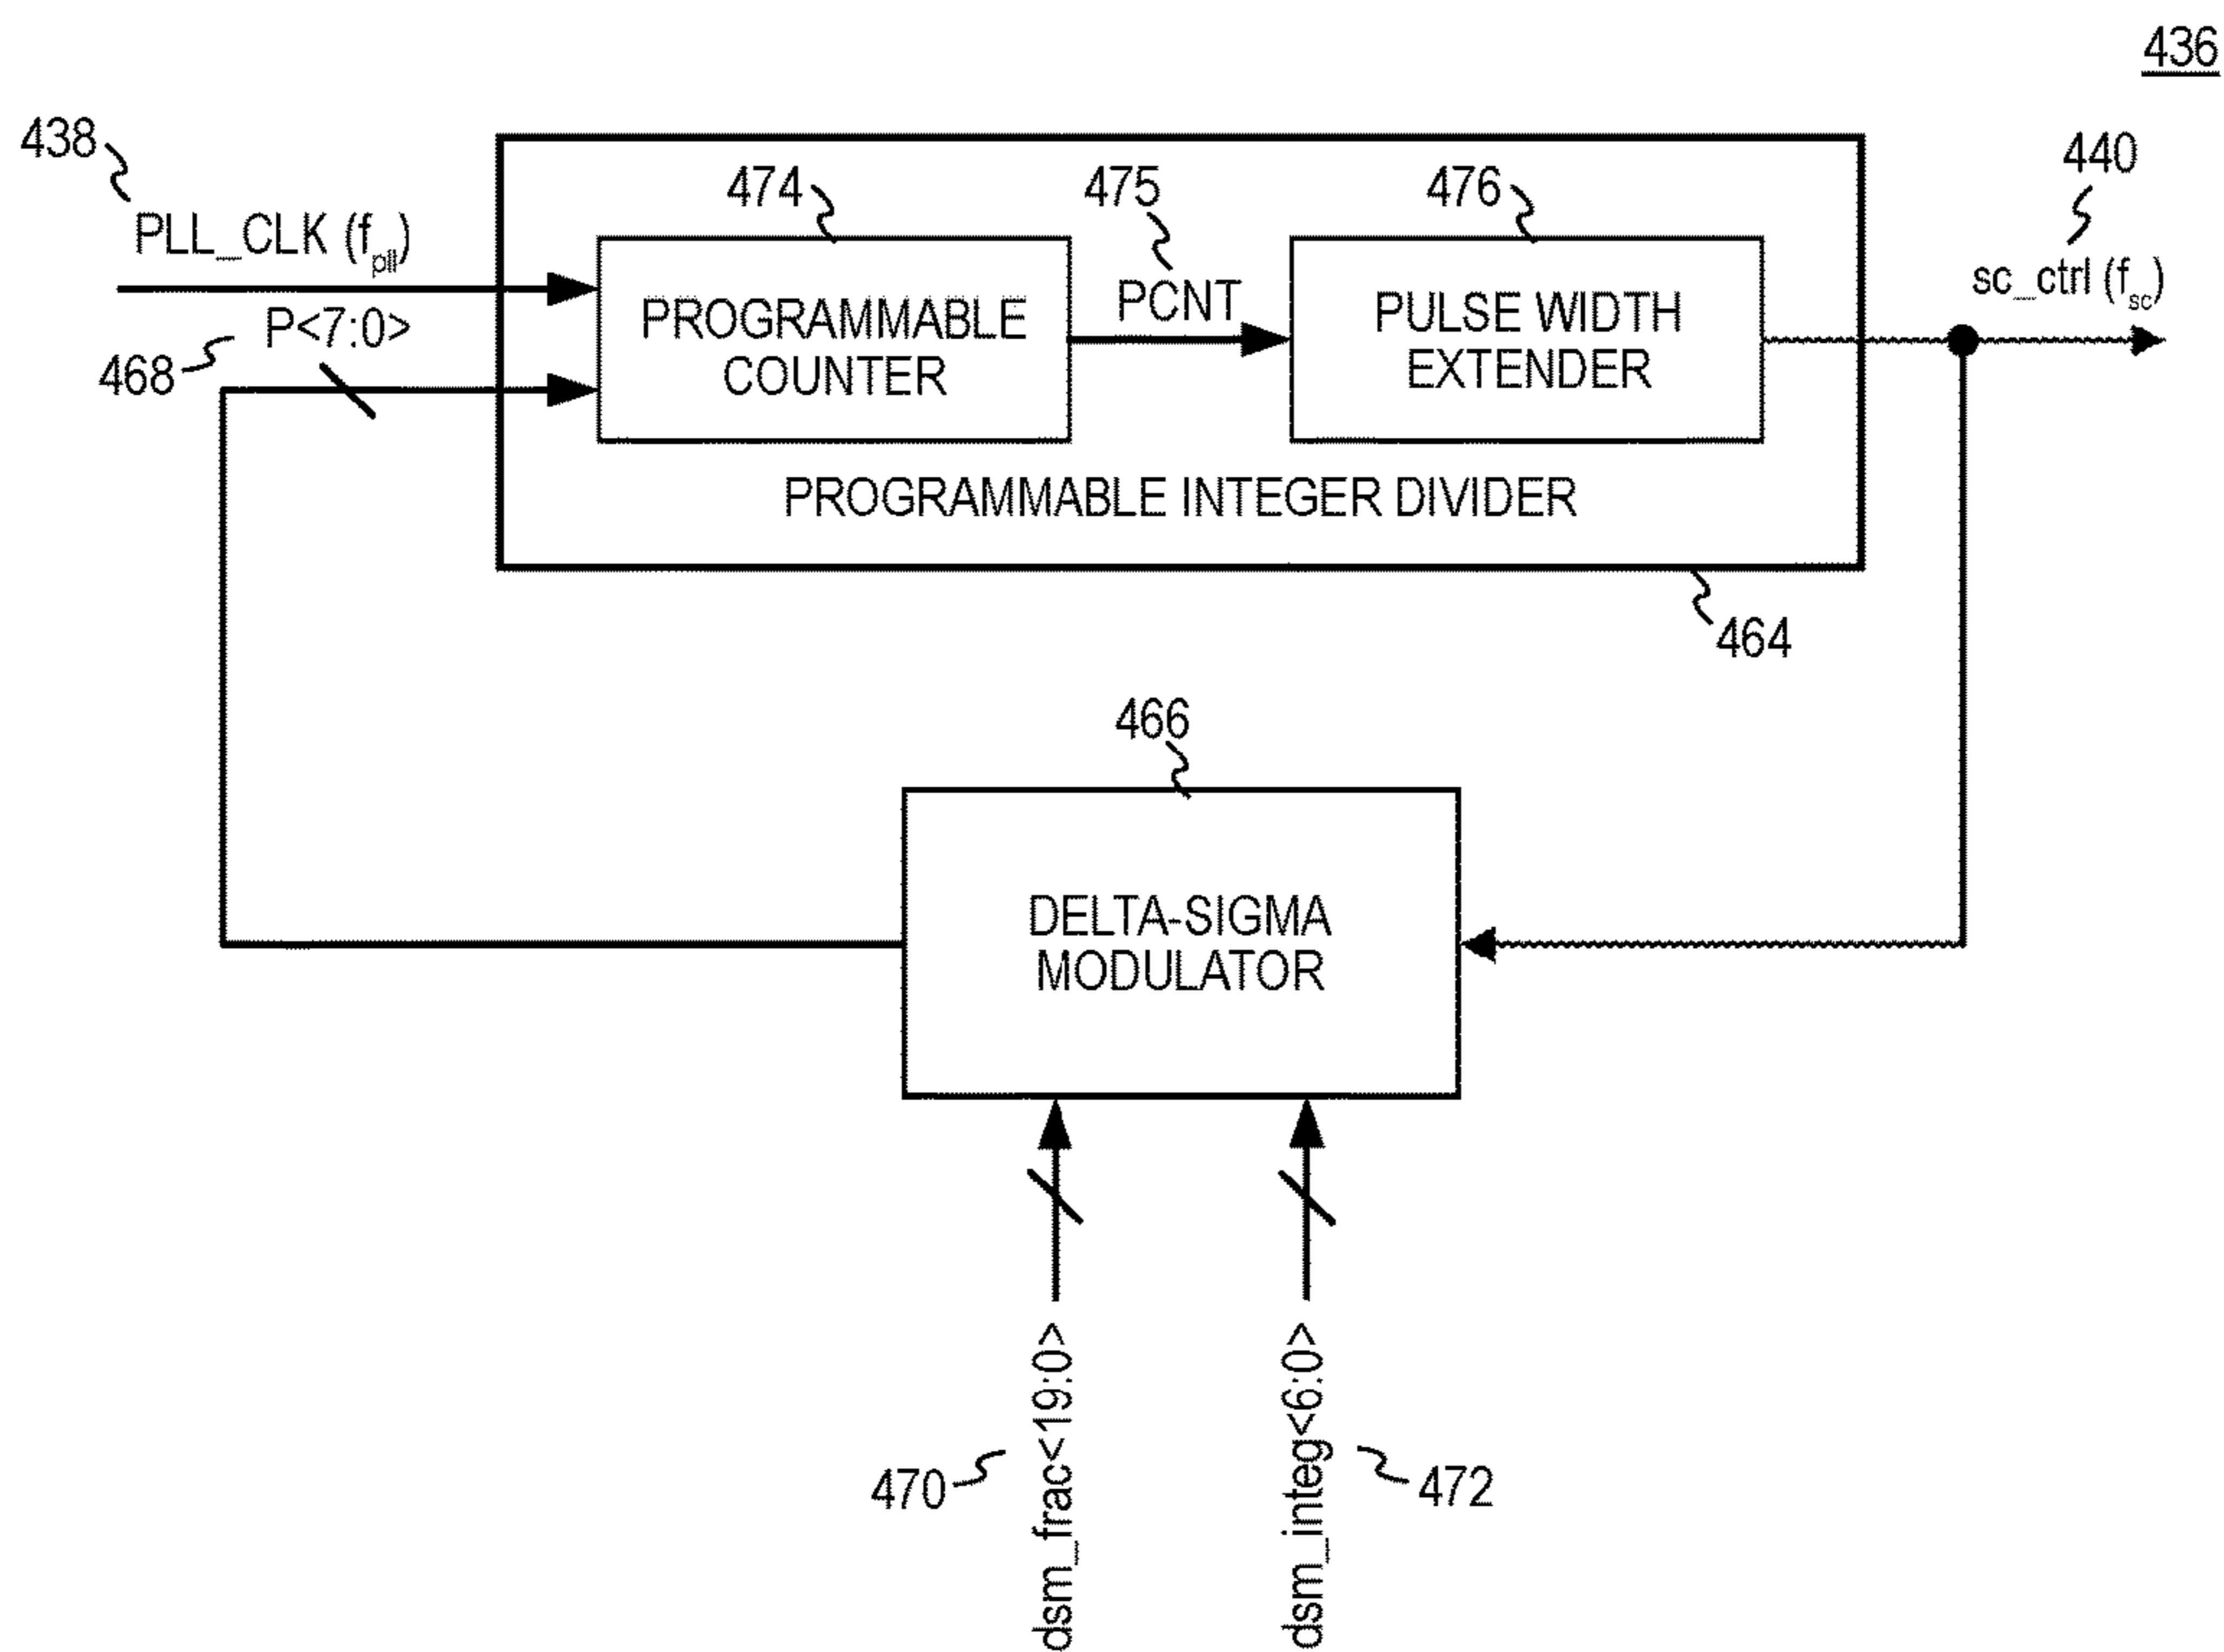 436
438
474
475
476
440
PLL_CLK (fpll)
sc_ctrl (fsc)
PCNT
PROGRAMMABLE
COUNTER
PULSE WIDTH
EXTENDER
P<7:0>
468
PROGRAMMABLE INTEGER DIVIDER
464
466
DELTA-SIGMA
MODULATOR
dsm_frac<19:0>
dsm_integ<6:0>
470
472